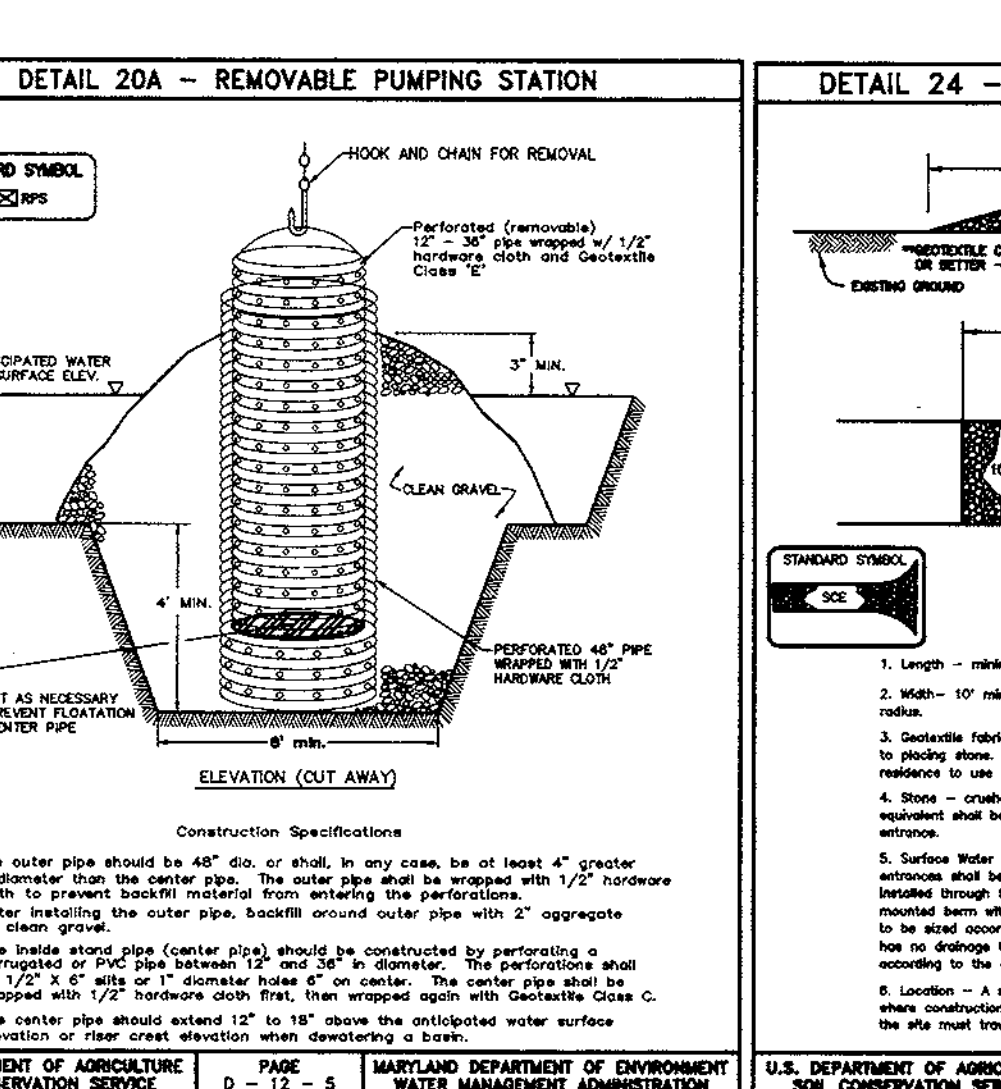 DETAIL 20A - REMOVABLE PUMPING STATION
RD SYMBOL
RPS
HOOK AND CHAIN FOR REMOVAL
Perforated (removable)
12" - 36" pipe wrapped w/ 1/2"
hardware cloth and Geotextile
Class 'E'
CIPATED WATER
SURFACE ELEV.
3" MIN.
CLEAN GRAVEL
4' MIN.
PERFORATED 48" PIPE
WRAPPED WITH 1/2"
HARDWARE CLOTH
T AS NECESSARY
REVENT FLOATATION
ENTER PIPE
6' min.
ELEVATION (CUT AWAY)
Construction Specifications
e outer pipe should be 48" dia. or shall, in any case, be at least 4" greater
diameter than the center pipe. The outer pipe shall be wrapped with 1/2" hardware
th to prevent backfill material from entering the perforations.
ter installing the outer pipe, backfill around outer pipe with 2" aggregate
clean gravel.
e inside stand pipe (center pipe) should be constructed by perforating a
rrugated or PVC pipe between 12" and 36" in diameter. The perforations shall
1/2" X 6" slits or 1" diameter holes 6" on center. The center pipe shall be
apped with 1/2" hardware cloth first, then wrapped again with Geotextile Class C.
e center pipe should extend 12" to 18" above the anticipated water surface
evation or riser crest elevation when dewatering a basin.
MENT OF AGRICULTURE
SERVATION SERVICE
PAGE
D - 12 - 5
MARYLAND DEPARTMENT OF ENVIRONMENT
WATER MANAGEMENT ADMINISTRATION
DETAIL 24 -
GEOTEXTILE C
OR BETTER -
EXISTING GROUND
10
STANDARD SYMBOL
SCE
1. Length - mini
2. Width- 10' min
radius.
3. Geotextile fabri
to placing stone.
residence to use
4. Stone - crushe
equivalent shall be
entrance.
5. Surface Water
entrances shall be
installed through
mounted berm wit
to be sized accor
has no drainage
according to the
6. Location - A s
where construction
the site must trav
U.S. DEPARTMENT OF AGRIC
SOIL CONSERVATION SE